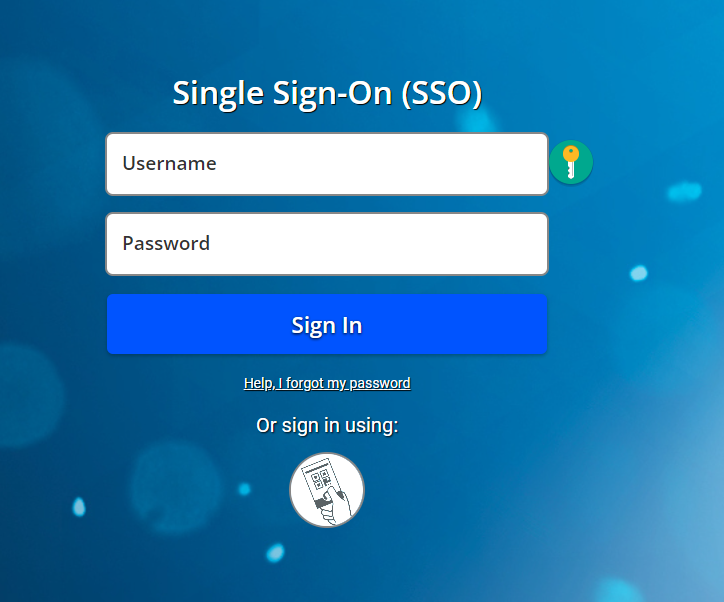 Single Sign-On (SSO)
Username
Password
Sign In
Help, I forgot my password
Or sign in using: